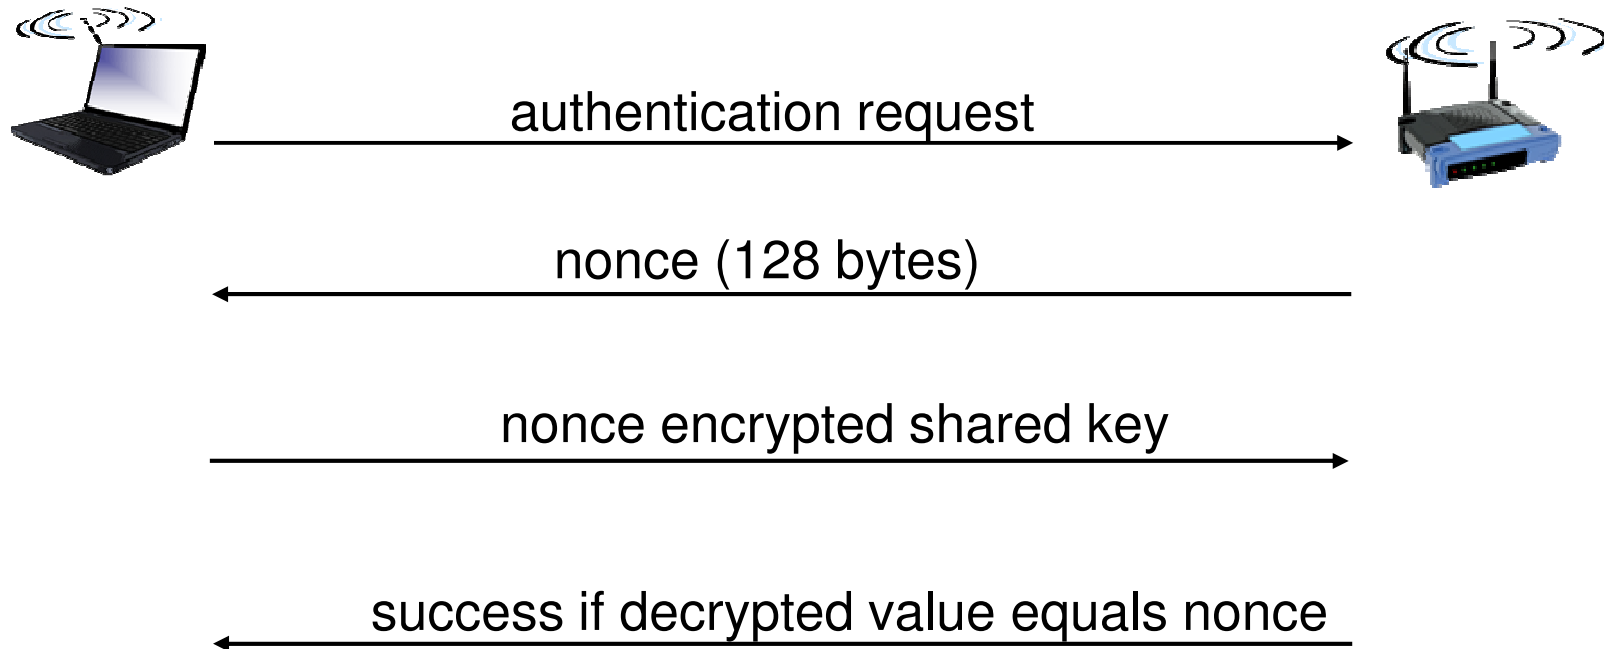 authentication request
nonce (128 bytes)
nonce encrypted shared key
success if decrypted value equals nonce